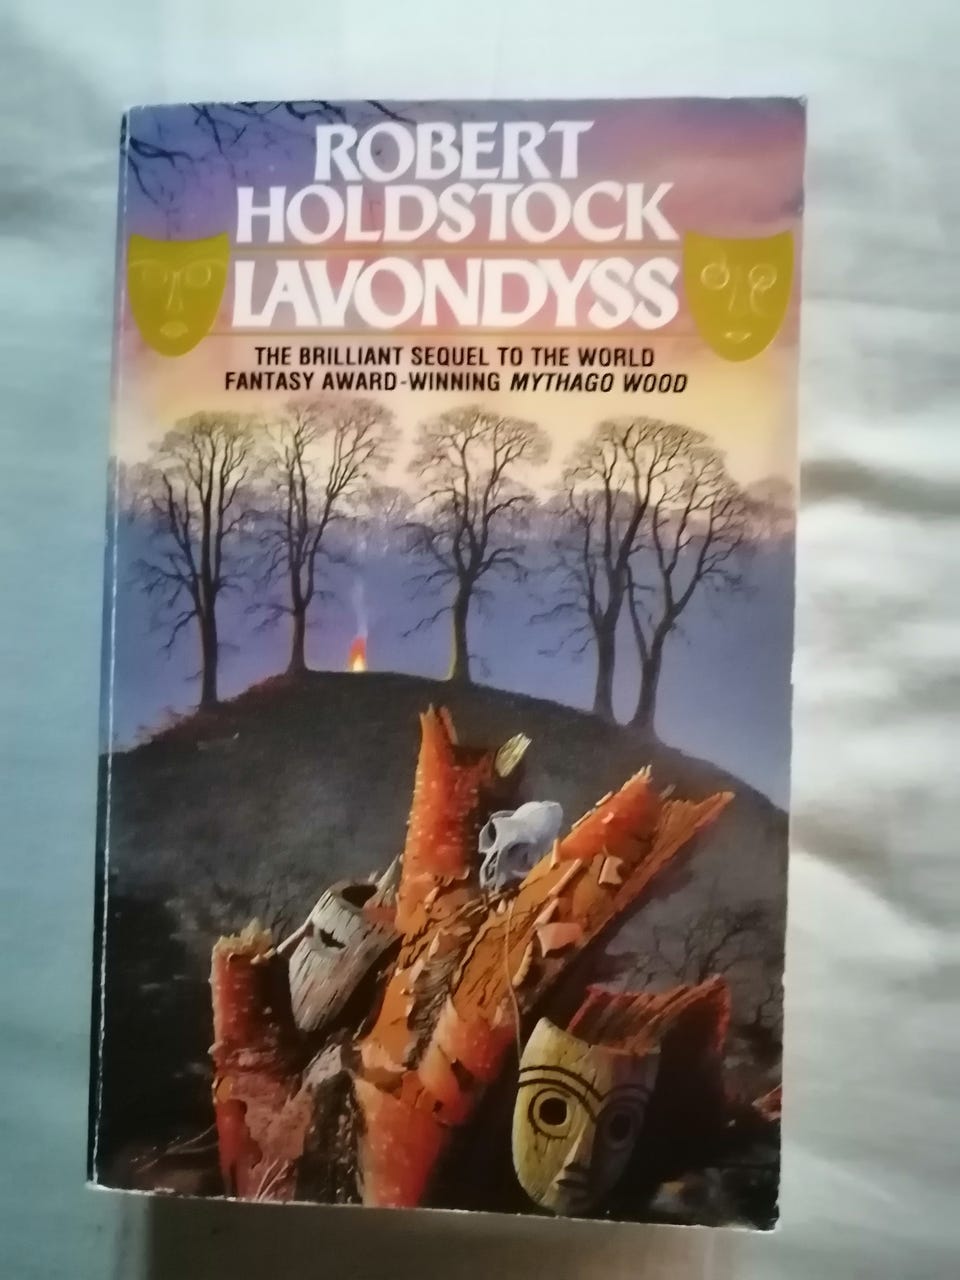 ROBERT
HOLDSTOCK
LAVONDYSS
THE BRILLIANT SEQUEL TO THE WORLD
FANTASY AWARD-WINNING MYTHAGO WOOD